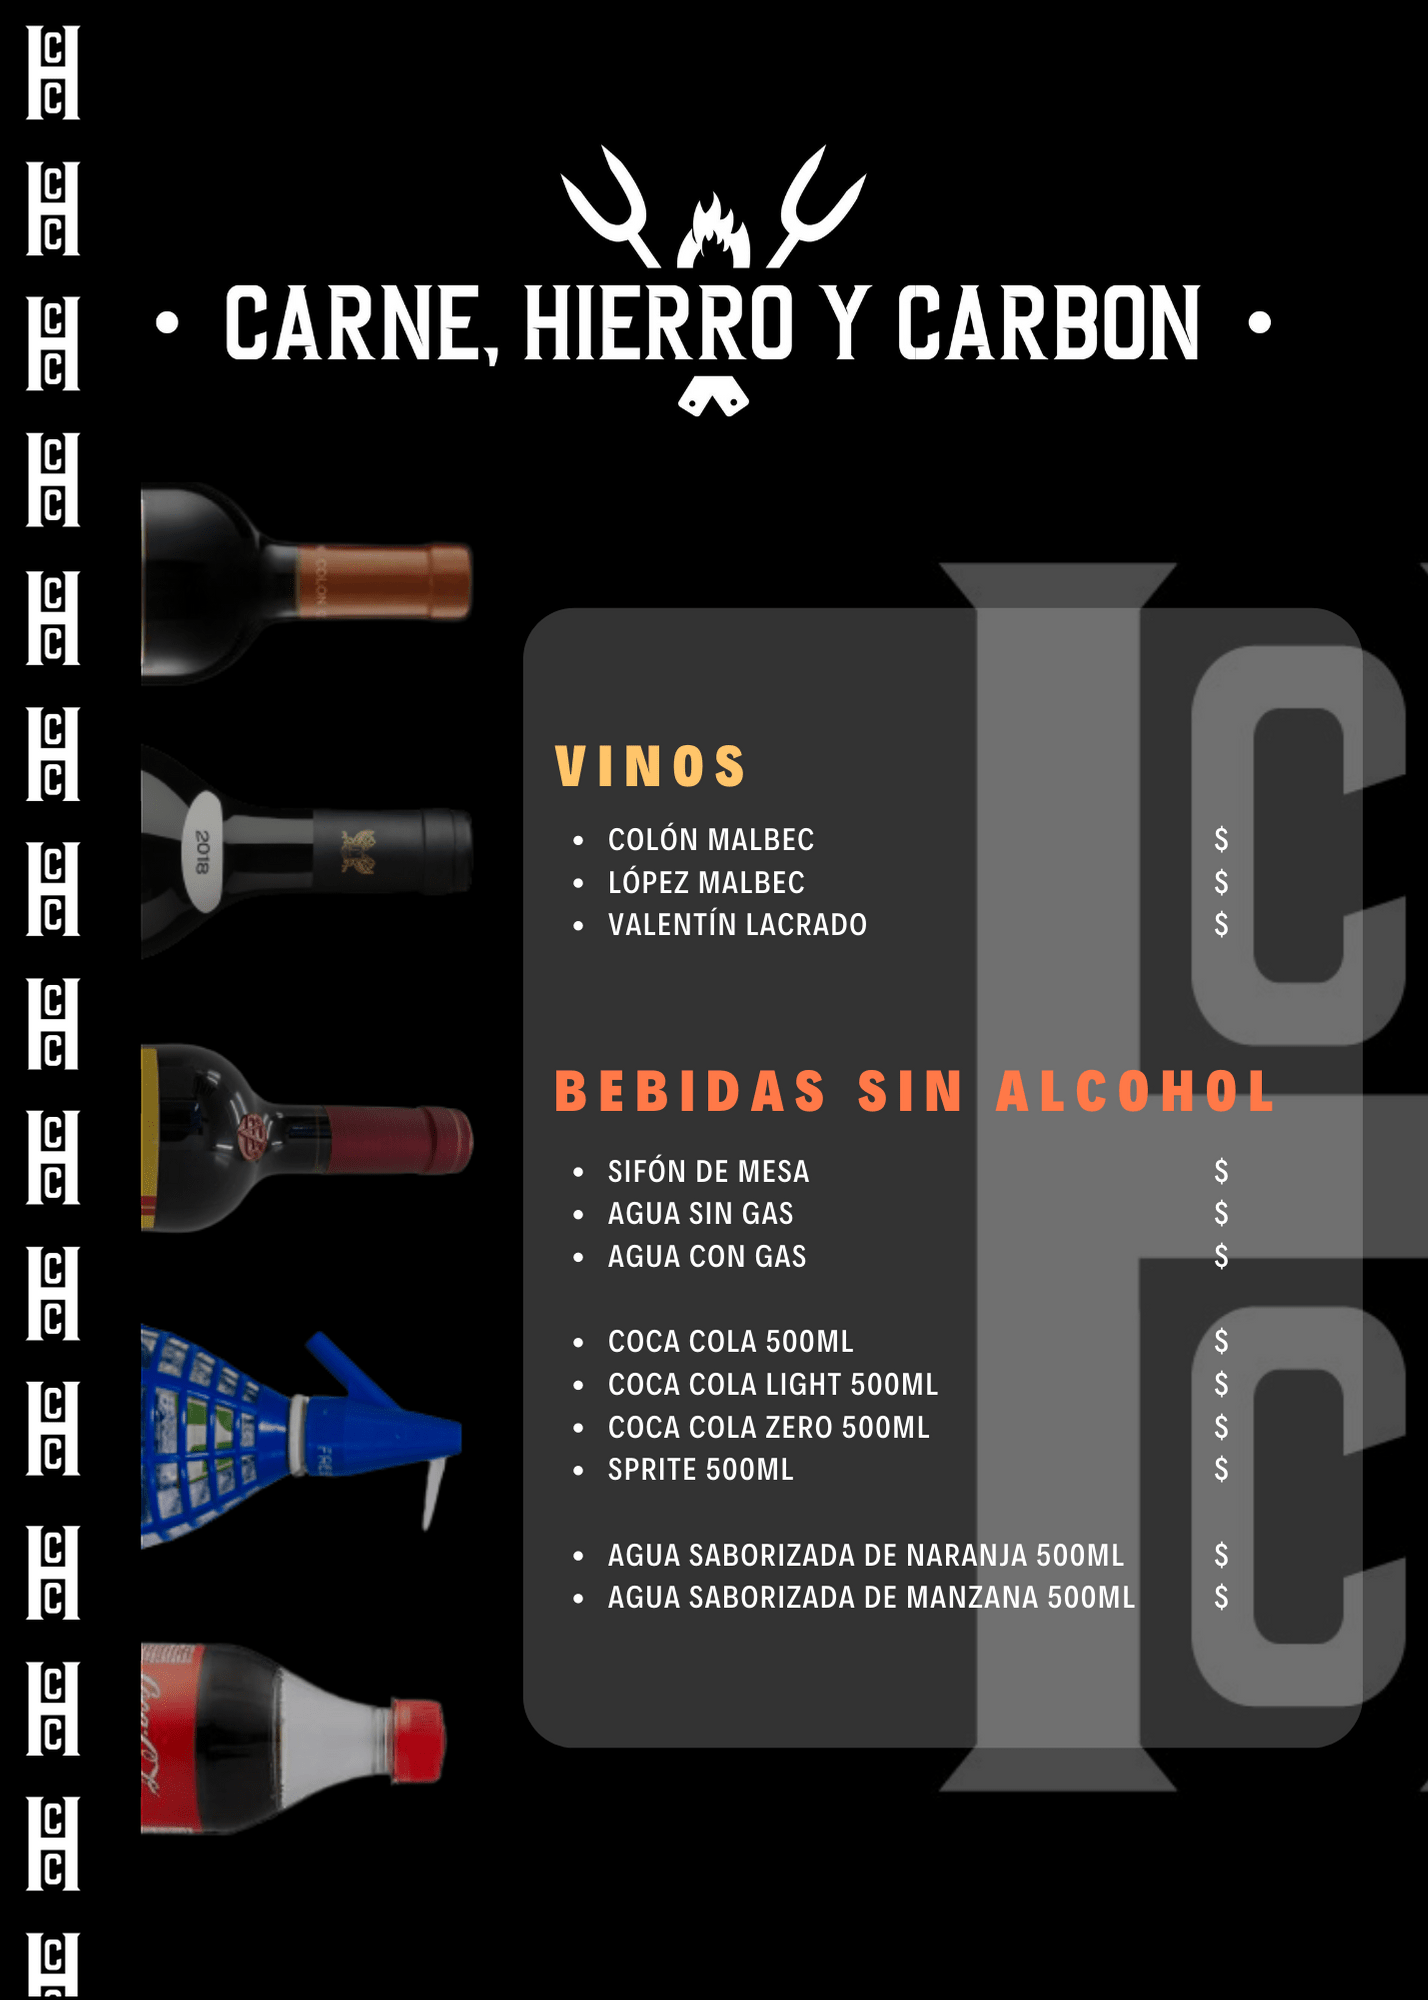 CARNE, HIERRO Y CARBON
COLON
2018
VINOS
• COLÓN MALBEC $
• LÓPEZ MALBEC $
• VALENTÍN LACRADO $
BEBIDAS SIN ALCOHOL
• SIFÓN DE MESA $
• AGUA SIN GAS $
• AGUA CON GAS $
• COCA COLA 500ML $
• COCA COLA LIGHT 500ML $
• COCA COLA ZERO 500ML $
• SPRITE 500ML $
• AGUA SABORIZADA DE NARANJA 500ML $
• AGUA SABORIZADA DE MANZANA 500ML $